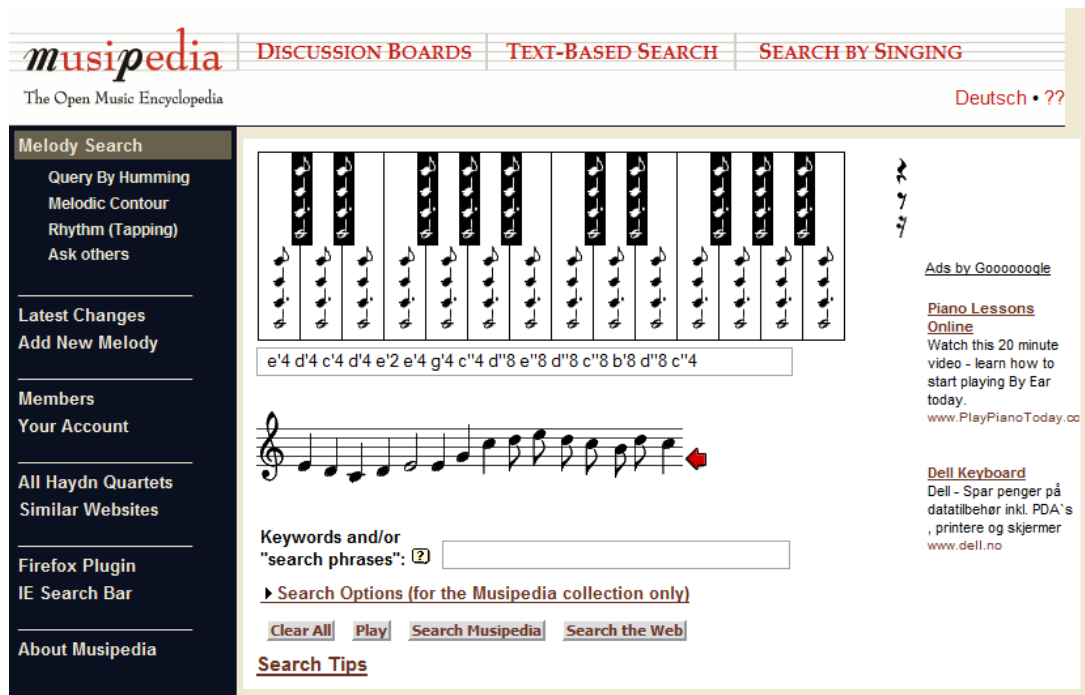 musipedia
DISCUSSION BOARDS
TEXT-BASED SEARCH
SEARCH BY SINGING
The Open Music Encyclopedia
Deutsch • ??
Melody Search
Query By Humming
Melodic Contour
Rhythm (Tapping)
Ask others
Latest Changes
Add New Melody
Members
Your Account
All Haydn Quartets
Similar Websites
Firefox Plugin
IE Search Bar
About Musipedia
e'4 d'4 c'4 d'4 e'2 e'4 g'4 c''4 d''8 e''8 d''8 c''8 b'8 d''8 c''4
Keywords and/or
"search phrases": ?
Search Options (for the Musipedia collection only)
Clear All
Play
Search Musipedia
Search the Web
Search Tips
Ads by Goooooogle
Piano Lessons
Online
Watch this 20 minute
video - learn how to
start playing By Ear
today.
www.PlayPianoToday.co
Dell Keyboard
Dell - Spar penger på
datatilbehør inkl. PDA`s
, printere og skjermer
www.dell.no